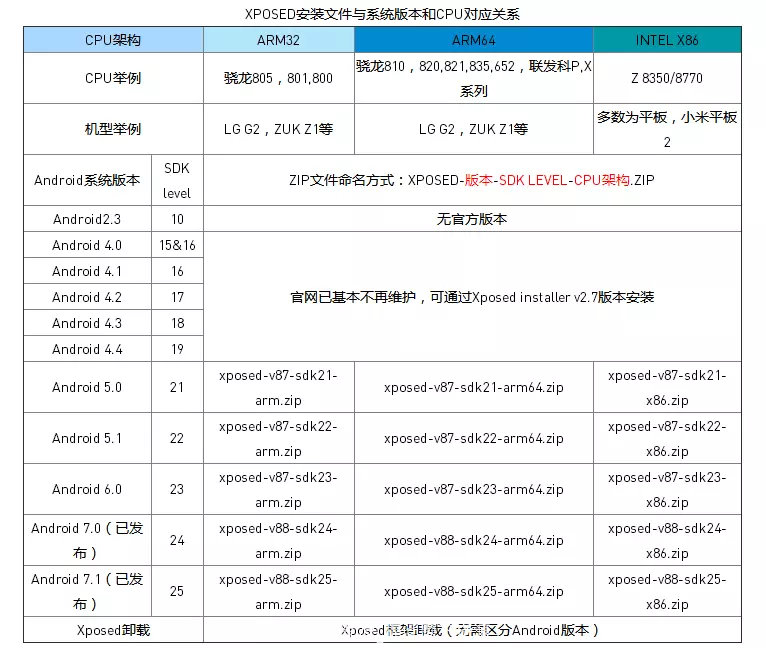 XPOSED安装文件与系统版本和CPU对应关系
CPU架构 ARM32 ARM64 INTEL X86
CPU举例 骁龙805，801,800 骁龙810，820,821,835,652，联发科P,X系列 Z 8350/8770
机型举例 LG G2，ZUK Z1等 LG G2，ZUK Z1等 多数为平板，小米平板2
Android系统版本 SDK level ZIP文件命名方式：XPOSED-版本-SDK LEVEL-CPU架构.ZIP
Android2.3 10 无官方版本
Android 4.0 15&16
Android 4.1 16
Android 4.2 17 官网已基本不再维护，可通过Xposed installer v2.7版本安装
Android 4.3 18
Android 4.4 19
Android 5.0 21 xposed-v87-sdk21-arm.zip xposed-v87-sdk21-arm64.zip xposed-v87-sdk21-x86.zip
Android 5.1 22 xposed-v87-sdk22-arm.zip xposed-v87-sdk22-arm64.zip xposed-v87-sdk22-x86.zip
Android 6.0 23 xposed-v87-sdk23-arm.zip xposed-v87-sdk23-arm64.zip xposed-v87-sdk23-x86.zip
Android 7.0（已发布） 24 xposed-v88-sdk24-arm.zip xposed-v88-sdk24-arm64.zip xposed-v88-sdk24-x86.zip
Android 7.1（已发布） 25 xposed-v88-sdk25-arm.zip xposed-v88-sdk25-arm64.zip xposed-v88-sdk25-x86.zip
Xposed卸载 Xposed框架卸载（无需区分Android版本）